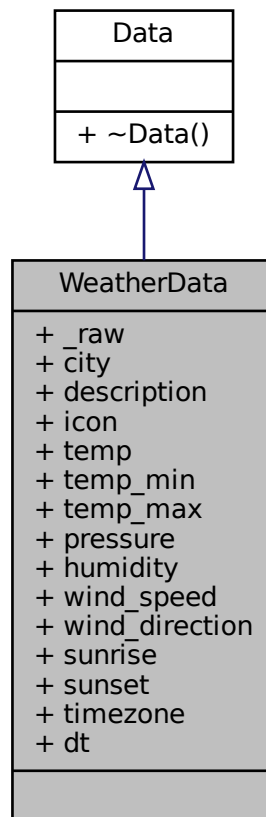 Data
+ ~Data()
WeatherData
+ _raw
+ city
+ description
+ icon
+ temp
+ temp_min
+ temp_max
+ pressure
+ humidity
+ wind_speed
+ wind_direction
+ sunrise
+ sunset
+ timezone
+ dt